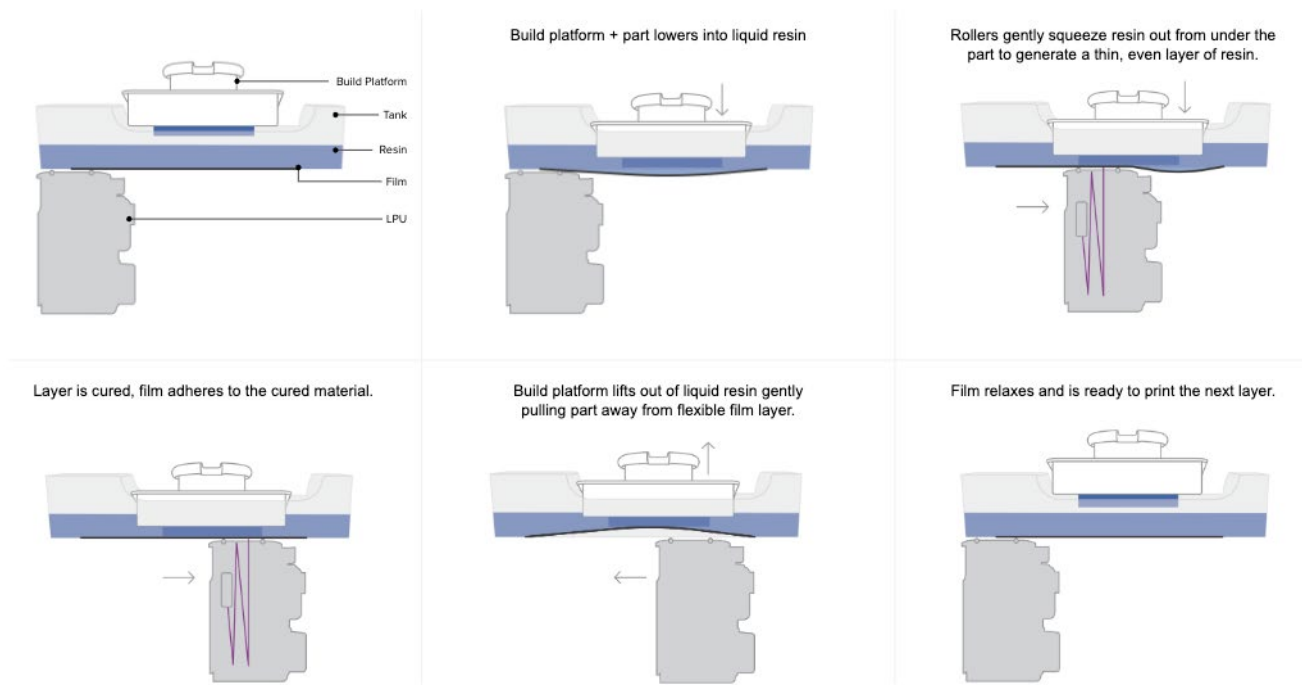 Build Platform
Tank
Resin
Film
LPU
Build platform + part lowers into liquid resin
Rollers gently squeeze resin out from under the
part to generate a thin, even layer of resin.
Layer is cured, film adheres to the cured material.
Build platform lifts out of liquid resin gently
pulling part away from flexible film layer.
Film relaxes and is ready to print the next layer.